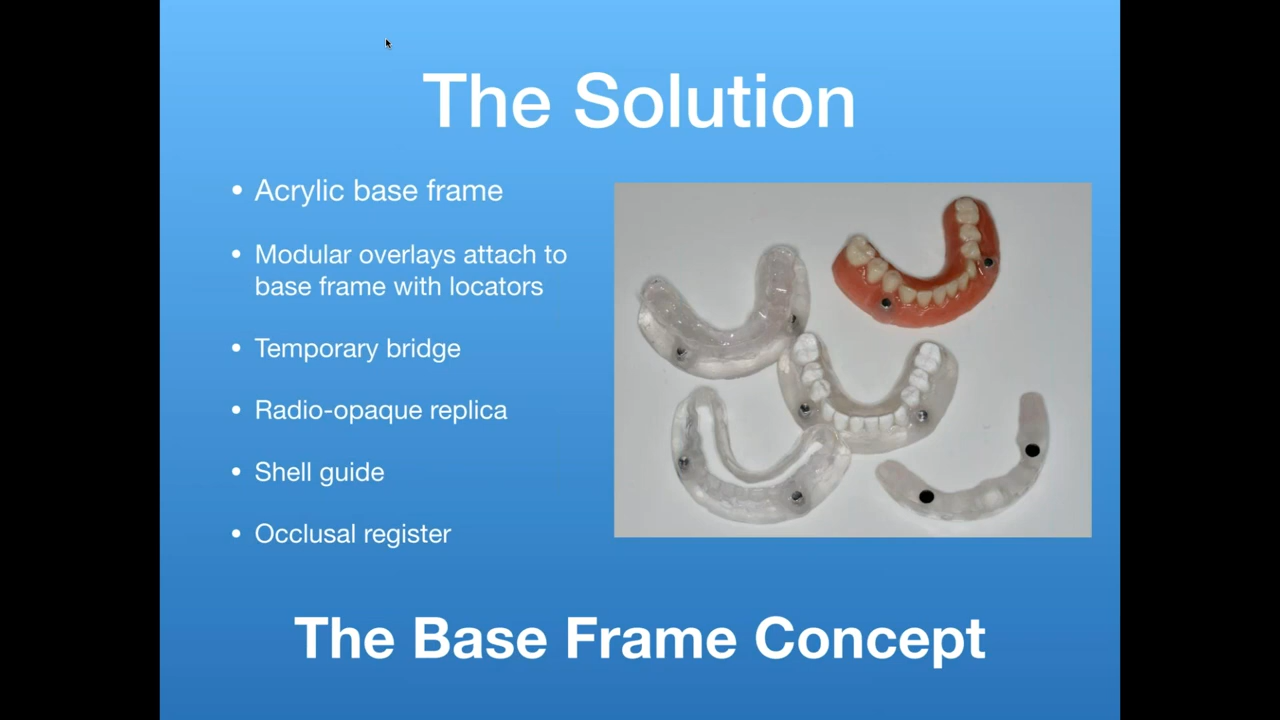 The Solution
• Acrylic base frame
• Modular overlays attach to
base frame with locators
• Temporary bridge
• Radio-opaque replica
• Shell guide
• Occlusal register
The Base Frame Concept